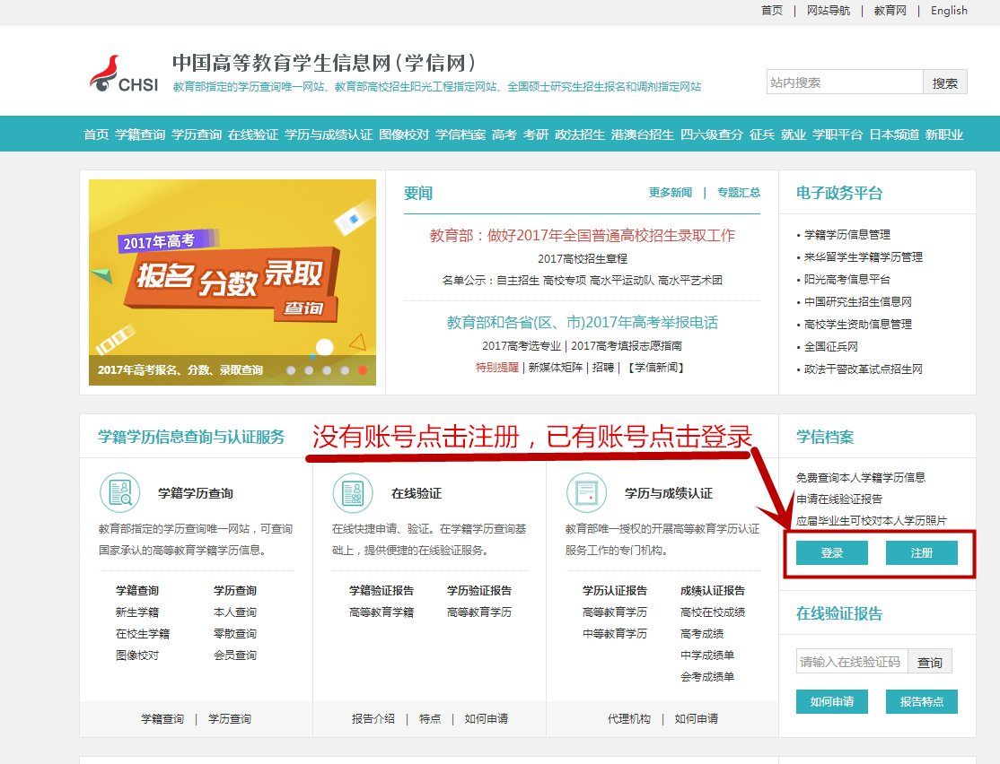 首页 | 网站导航 | 教育网 | English
CHSI
中国高等教育学生信息网(学信网)
教育部指定的学历查询唯一网站、教育部高校招生阳光工程指定网站、全国硕士研究生招生报名和调剂指定网站
站内搜索 搜索
首页 学籍查询 学历查询 在线验证 学历与成绩认证 图像校对 学信档案 高考 考研 政法招生 港澳台招生 四六级查分 征兵 就业 学职平台 日本频道 新职业
2017年高考
报名 分数 录取
查询
2017年高考报名、分数、录取查询
要闻
更多新闻 | 专题汇总
教育部：做好2017年全国普通高校招生录取工作
2017高校招生章程
名单公示：自主招生 高校专项 高水平运动队 高水平艺术团
教育部和各省(区、市)2017年高考举报电话
2017高考选专业 | 2017高考填报志愿指南
特别提醒 | 新媒体矩阵 | 招聘 | 【学信新闻】
电子政务平台
• 学籍学历信息管理
• 来华留学生学籍学历管理
• 阳光高考信息平台
• 中国研究生招生信息网
• 高校学生资助信息管理
• 全国征兵网
• 政法干警改革试点招生网
学籍学历信息查询与认证服务
没有账号点击注册，已有账号点击登录
学籍学历查询
教育部指定的学历查询唯一网站，可查询
国家承认的高等教育学籍学历信息。
学籍查询 学历查询
新生学籍 本人查询
在校生学籍 零散查询
图像校对 会员查询
学籍查询 | 学历查询
在线验证
在线快捷申请、验证。在学籍学历查询基
础上，提供便捷的在线验证服务。
学籍验证报告 学历验证报告
高等教育学籍 高等教育学历
报告介绍 | 特点 | 如何申请
学历与成绩认证
教育部唯一授权的开展高等教育学历认证
服务工作的专门机构。
学历认证报告 成绩认证报告
高等教育学历 高校在校成绩
中等教育学历 高考成绩
中学成绩单
会考成绩单
代理机构 | 如何申请
学信档案
免费查询本人学籍学历信息
申请在线验证报告
应届毕业生可校对本人学历照片
登录 注册
在线验证报告
请输入在线验证码 查询
如何申请 报告特点